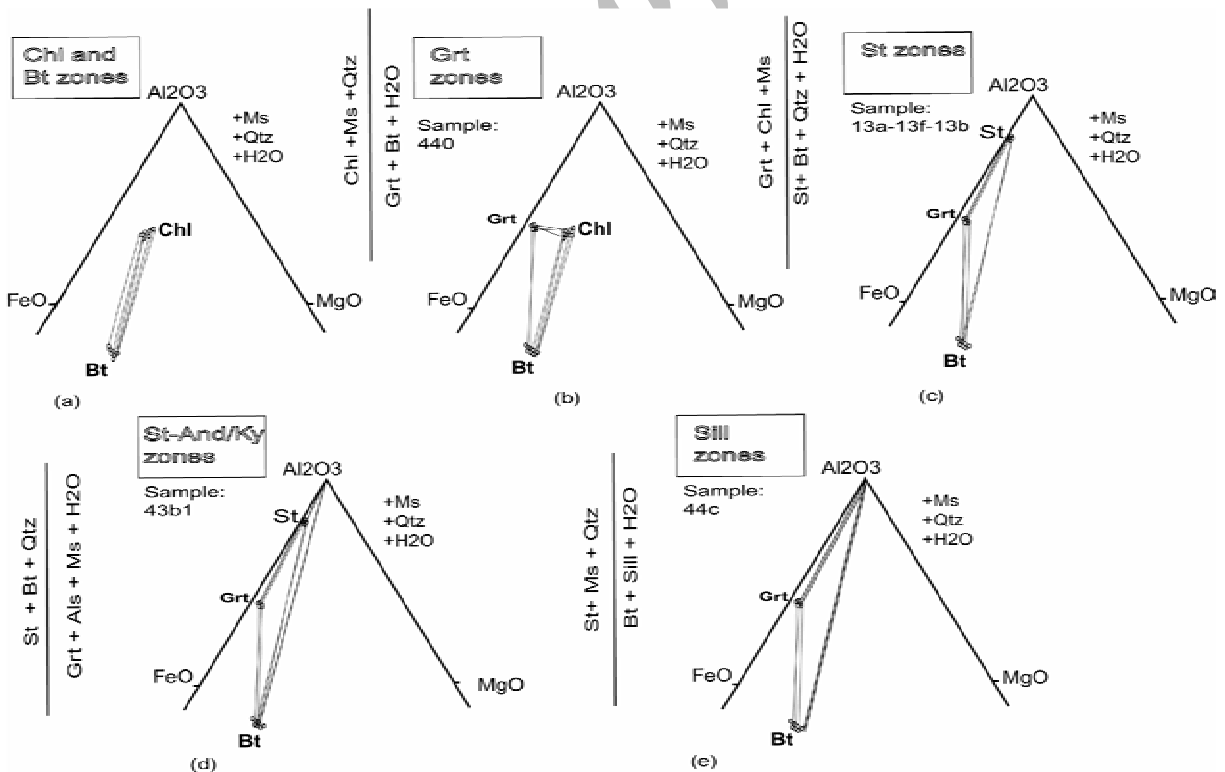 Chl and
Bt zones
Al2O3
+Ms
+Qtz
+H2O
Chl
FeO
MgO
Bt
(a)
Chl +Ms +Qtz
Grt + Bt + H2O
Grt
zones
Sample:
440
Al2O3
+Ms
+Qtz
+H2O
Grt
Chl
FeO
MgO
Bt
(b)
Grt + Chl +Ms
St+ Bt + Qtz + H2O
St zones
Sample:
13a-13f-13b
Al2O3
+Ms
+Qtz
+H2O
St
Grt
FeO
MgO
Bt
(c)
St + Bt + Qtz
Grt + Als + Ms + H2O
St-And/Ky
zones
Sample:
43b1
Al2O3
+Ms
+Qtz
+H2O
St
Grt
FeO
MgO
Bt
(d)
St+ Ms + Qtz
Bt + Sill + H2O
Sill
zones
Sample:
44c
Al2O3
+Ms
+Qtz
+H2O
Grt
FeO
MgO
Bt
(e)